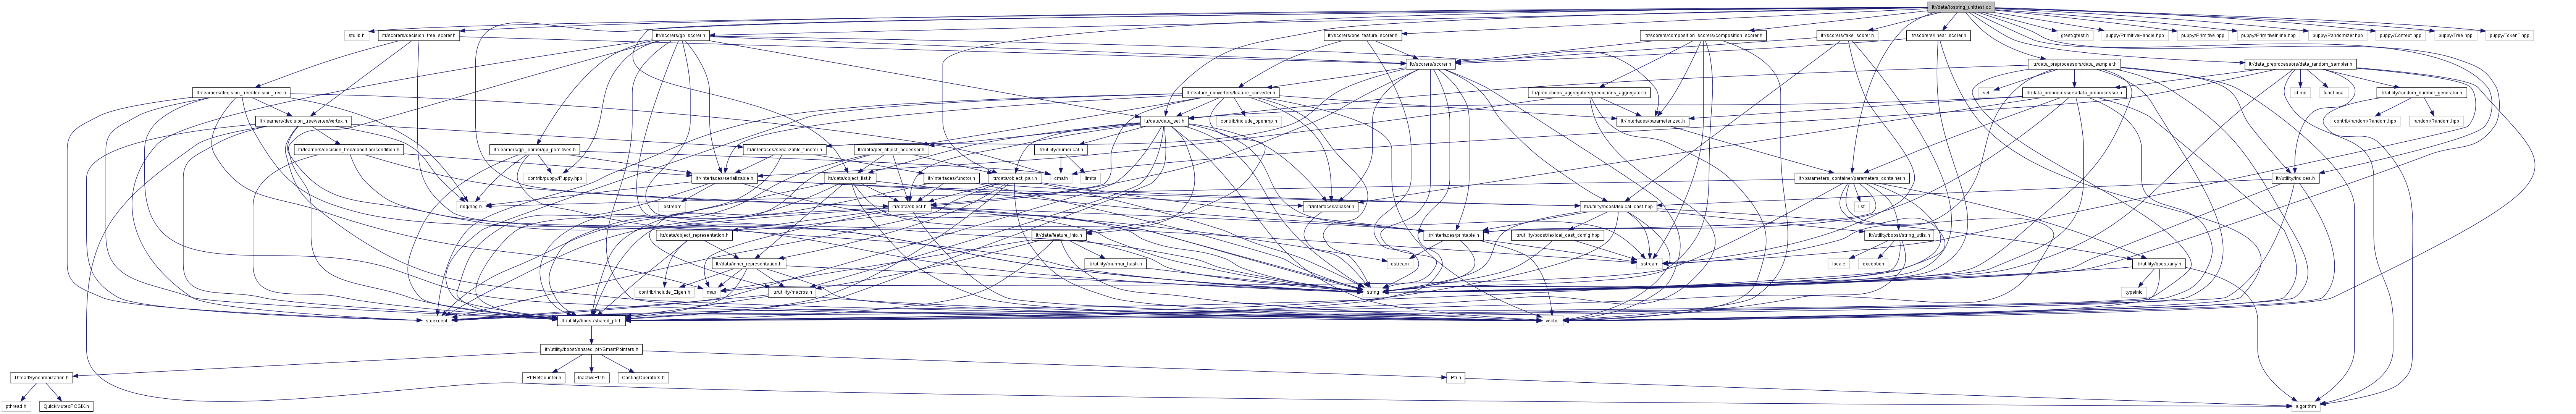 ltr/data/tostring_unittest.cc
stdlib.h
ltr/scorers/decision_tree_scorer.h
ltr/scorers/gp_scorer.h
ltr/scorers/one_feature_scorer.h
ltr/scorers/composition_scorers/composition_scorer.h
ltr/scorers/fake_scorer.h
ltr/scorers/linear_scorer.h
gtest/gtest.h
puppy/PrimitiveHandle.hpp
puppy/Primitive.hpp
puppy/PrimitiveInline.hpp
puppy/Randomizer.hpp
puppy/Context.hpp
puppy/Tree.hpp
puppy/TokenT.hpp
ltr/scorers/scorer.h
ltr/data_preprocessors/data_sampler.h
ltr/data_preprocessors/data_random_sampler.h
ltr/learners/decision_tree/decision_tree.h
ltr/feature_converters/feature_converter.h
ltr/predictions_aggregators/predictions_aggregator.h
set
ltr/data_preprocessors/data_preprocessor.h
ctime
functional
ltr/utility/random_number_generator.h
ltr/learners/decision_tree/vertex/vertex.h
ltr/data/data_set.h
contrib/include_openmp.h
ltr/interfaces/parameterized.h
contrib/random/Random.hpp
random/Random.hpp
ltr/learners/decision_tree/condition/condition.h
ltr/learners/gp_learner/gp_primitives.h
ltr/interfaces/serializable_functor.h
ltr/data/per_object_accessor.h
ltr/utility/numerical.h
contrib/puppy/Puppy.hpp
ltr/interfaces/serializable.h
ltr/data/object_list.h
ltr/interfaces/functor.h
ltr/data/object_pair.h
cmath
limits
ltr/parameters_container/parameters_container.h
ltr/utility/indices.h
rlog/rlog.h
iostream
ltr/data/object.h
ltr/interfaces/aliaser.h
ltr/utility/boost/lexical_cast.hpp
list
ltr/data/object_representation.h
ltr/data/feature_info.h
ltr/interfaces/printable.h
ltr/utility/boost/lexical_cast_config.hpp
ltr/utility/boost/string_utils.h
ltr/data/inner_representation.h
ostream
ltr/utility/murmur_hash.h
sstream
locale
exception
ltr/utility/boost/any.h
contrib/include_Eigen.h
map
ltr/utility/macros.h
string
typeinfo
stdexcept
ltr/utility/boost/shared_ptr.h
vector
ltr/utility/boost/shared_ptr/SmartPointers.h
ThreadSynchronization.h
PtrRefCounter.h
InactivePtr.h
CastingOperators.h
Ptr.h
pthread.h
QuickMutexPOSIX.h
algorithm